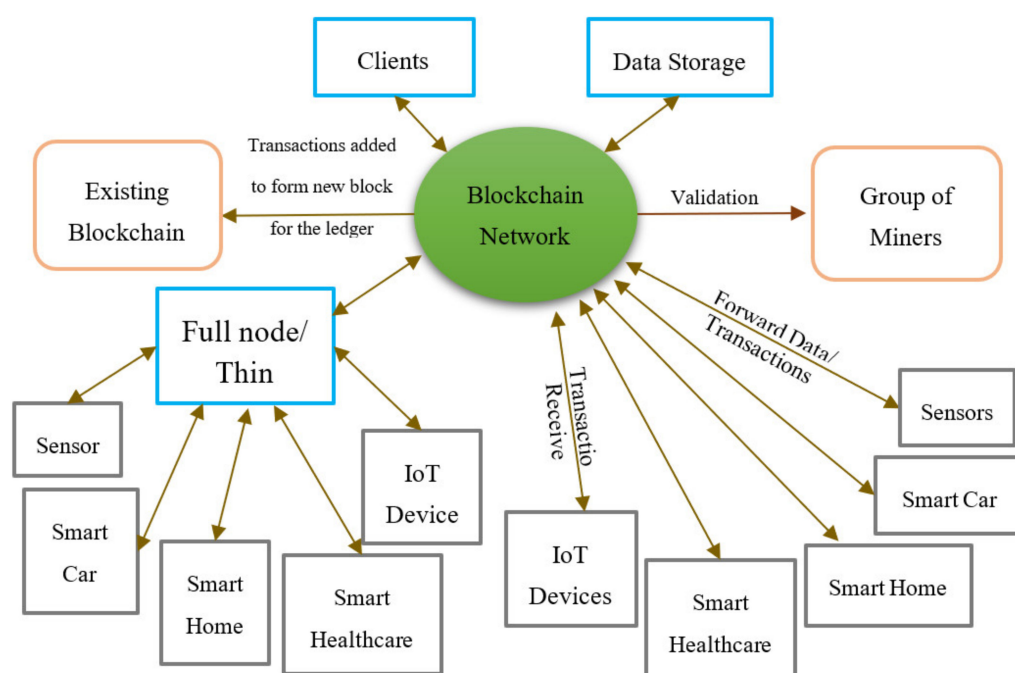 Clients
Data Storage
Transactions added
to form new block
for the ledger
Existing
Blockchain
Blockchain
Network
Validation
Group of
Miners
Full node/
Thin
Forward Data/
Transactions
Transactio
Receive
Sensor
Smart
Car
Smart
Home
Smart
Healthcare
IoT
Device
IoT
Devices
Smart
Healthcare
Smart Home
Smart Car
Sensors